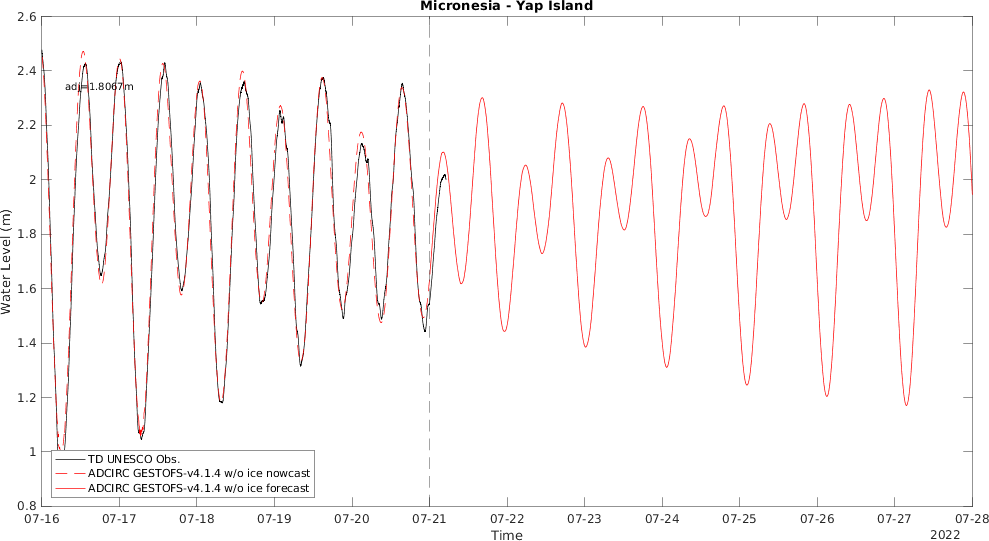 Micronesia - Yap Island
2.6
2.4
2.2
2
1.8
1.6
1.4
1.2
1
0.8
Water Level (m)
adj=1.8067m
TD UNESCO Obs.
ADCIRC GESTOFS-v4.1.4 w/o ice nowcast
ADCIRC GESTOFS-v4.1.4 w/o ice forecast
07-16 07-17 07-18 07-19 07-20 07-21 07-22 07-23 07-24 07-25 07-26 07-27 07-28
Time
2022